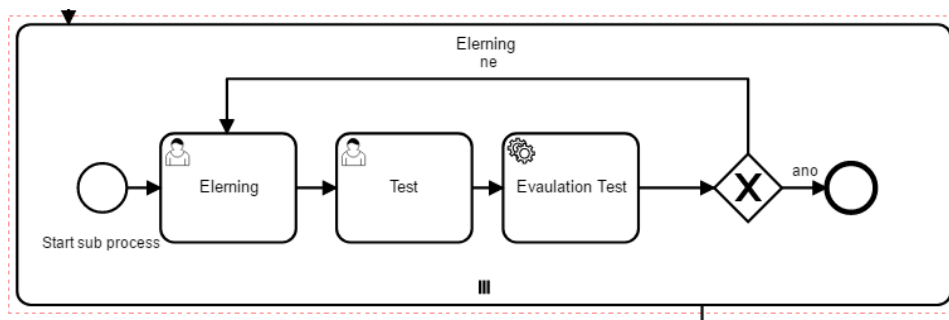 Elerning
ne
Elerning
Test
Evaulation Test
ano
Start sub process